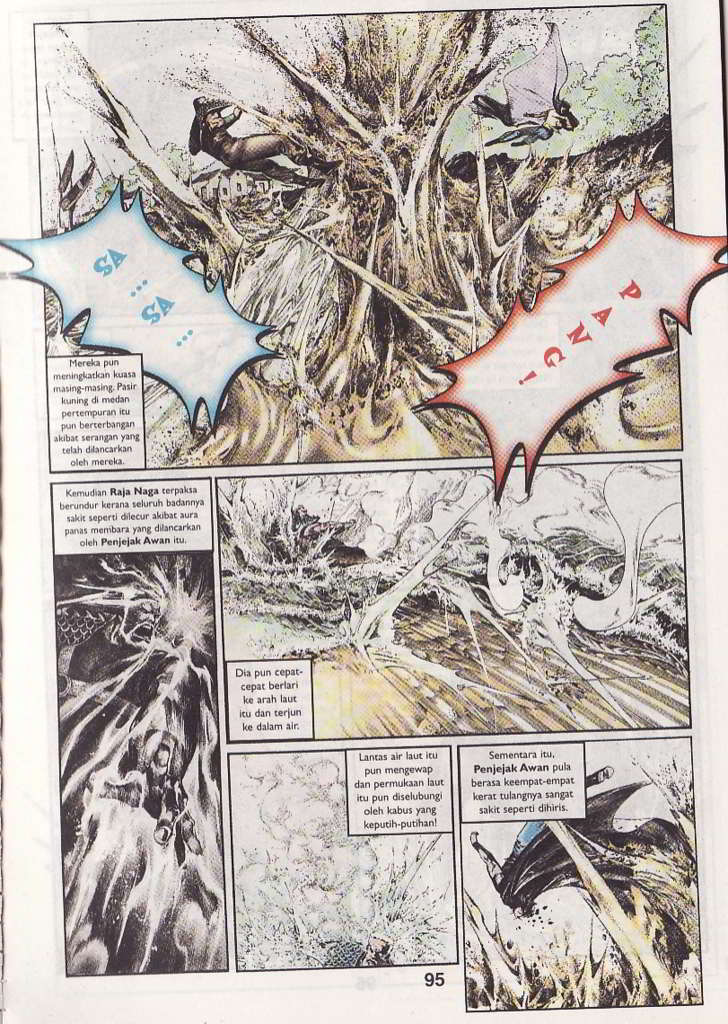 SA
...
SA
...
PANG!
Mereka pun
meningkatkan kuasa
masing-masing. Pasir
kuning di medan
pertempuran itu
pun berterbangan
akibat serangan yang
telah dilancarkan
oleh mereka.
Kemudian Raja Naga terpaksa
berundur kerana seluruh badannya
sakit seperti dilecur akibat aura
panas membara yang dilancarkan
oleh Penjejak Awan itu.
Dia pun cepat-
cepat berlari
ke arah laut
itu dan terjun
ke dalam air.
Lantas air laut itu
pun mengewap
dan permukaan laut
itu pun diselubungi
oleh kabus yang
keputih-putihan!
Sementara itu,
Penjejak Awan pula
berasa keempat-empat
kerat tulangnya sangat
sakit seperti dihiris.
95